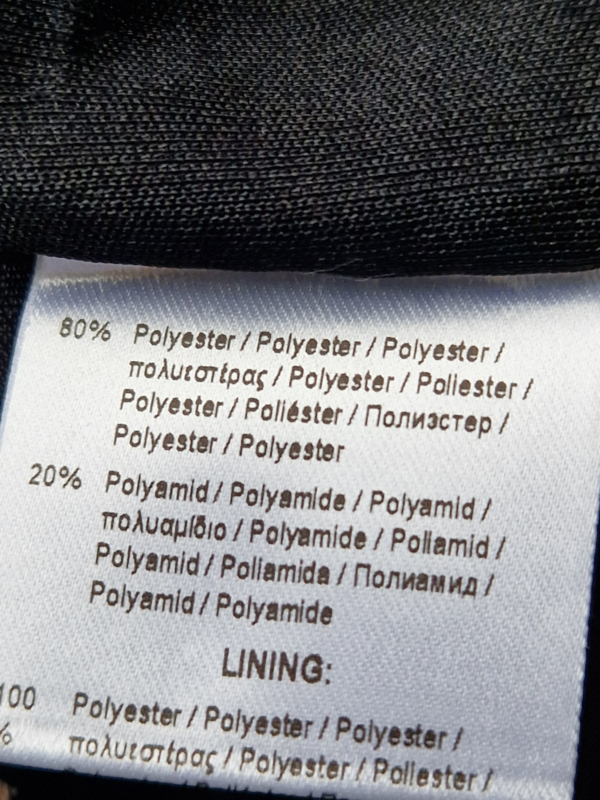 80% Polyester / Polyester / Polyester /
πολυεστέρας / Polyester / Poliester /
Polyester / Poliéster / Полиэстер /
Polyester / Polyester
20% Polyamid / Polyamide / Polyamid /
πολυαμίδιο / Polyamide / Poliamid /
Polyamid / Poliamida / Полиамид /
Polyamid / Polyamide
LINING:
100 Polyester / Polyester / Polyester /
% πολυεστέρας / Polyester / Poliester /